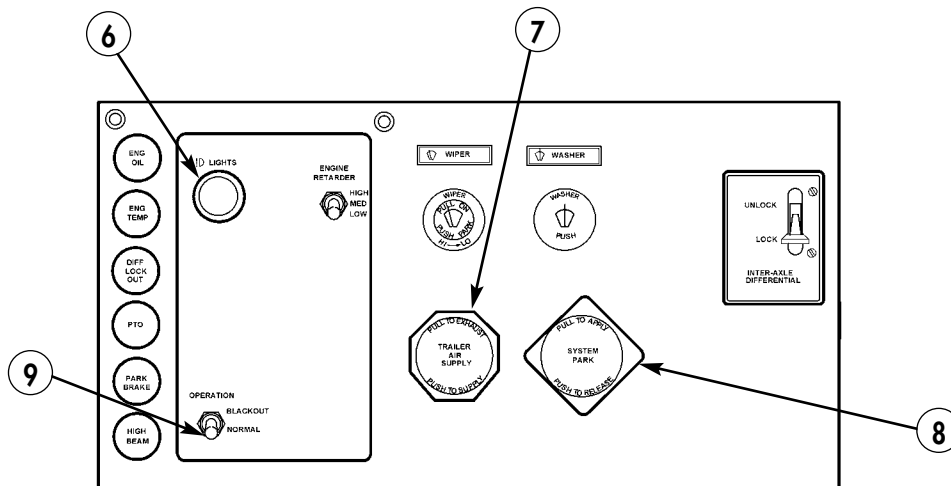 6
7
ENG
OIL
ENG
TEMP
DIFF
LOCK
OUT
PTO
PARK
BRAKE
HIGH
BEAM
LIGHTS
ENGINE
RETARDER
HIGH
MED
LOW
OPERATION
BLACKOUT
NORMAL
WIPER
WASHER
WIPER
PULL ON
PUSH PARK
HI LO
WASHER
PUSH
UNLOCK
LOCK
INTER-AXLE
DIFFERENTIAL
PULL TO EXHAUST
TRAILER
AIR
SUPPLY
PUSH TO SUPPLY
PULL TO APPLY
SYSTEM
PARK
PUSH TO RELEASE
9
8